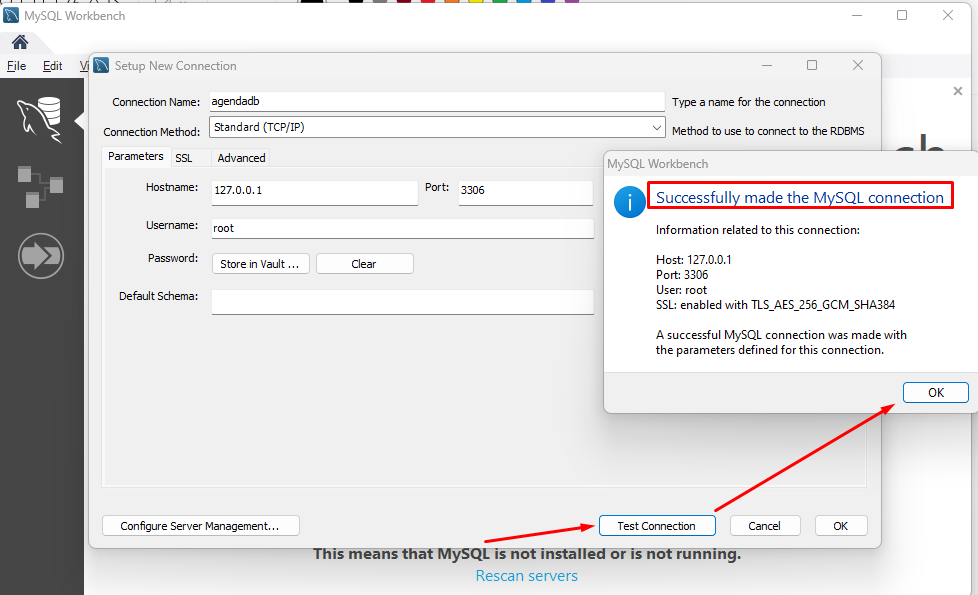 MySQL Workbench
File Edit Vi
Setup New Connection
Connection Name: agendadb Type a name for the connection
Connection Method: Standard (TCP/IP) Method to use to connect to the RDBMS
Parameters SSL Advanced
Hostname: 127.0.0.1 Port: 3306
Username: root
Password: Store in Vault ... Clear
Default Schema:
Configure Server Management... Test Connection Cancel OK
MySQL Workbench
Successfully made the MySQL connection
Information related to this connection:
Host: 127.0.0.1
Port: 3306
User: root
SSL: enabled with TLS_AES_256_GCM_SHA384
A successful MySQL connection was made with
the parameters defined for this connection.
OK
This means that MySQL is not installed or is not running.
Rescan servers